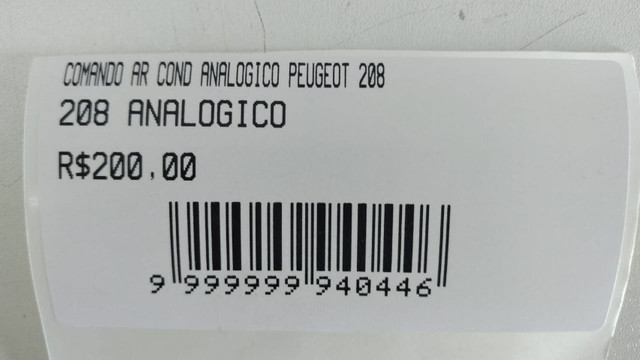 COMANDO AR COND ANALOGICO PEUGEOT 208
208 ANALOGICO
R$200,00
9 999999 940446